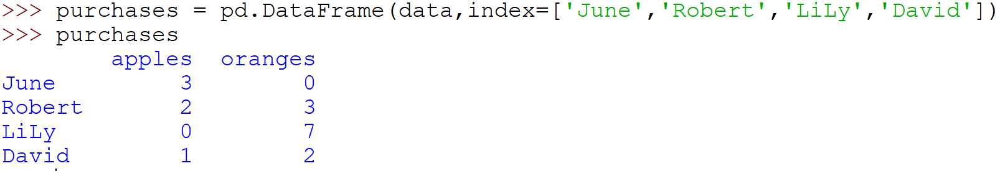 >>> purchases = pd.DataFrame(data,index=['June','Robert','LiLy','David'])
>>> purchases
        apples  oranges
June         3        0
Robert       2        3
LiLy         0        7
David        1        2